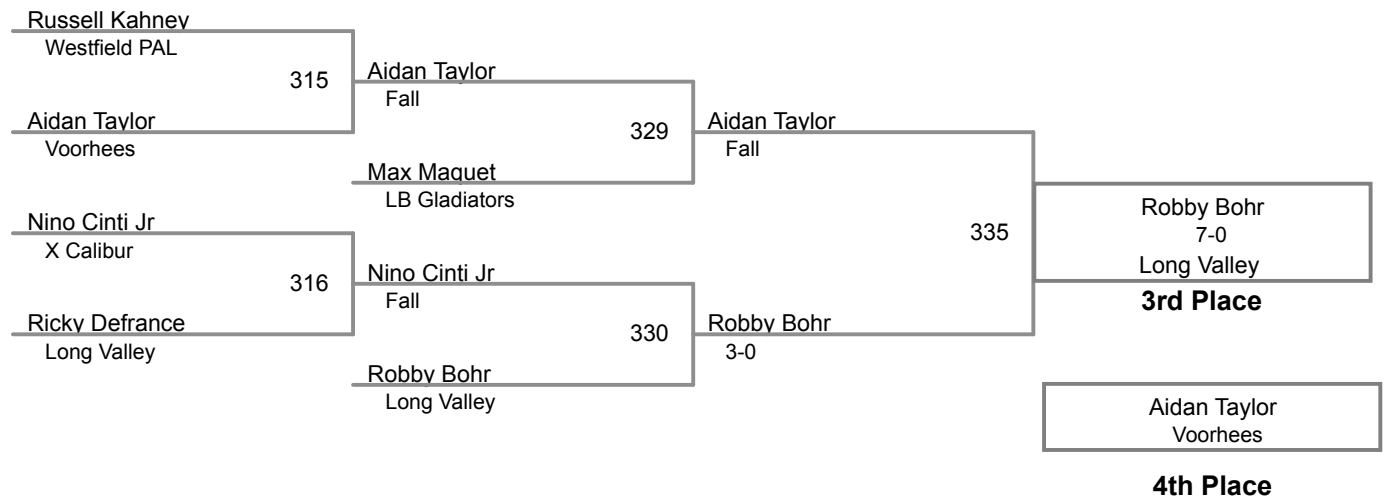 Russell Kahney
Westfield PAL
315
Aidan Taylor
Fall
Aidan Taylor
Voorhees
329
Aidan Taylor
Fall
Max Maquet
LB Gladiators
Nino Cinti Jr
X Calibur
335
Robby Bohr
7-0
Long Valley
3rd Place
316
Nino Cinti Jr
Fall
Ricky Defrance
Long Valley
330
Robby Bohr
3-0
Robby Bohr
Long Valley
Aidan Taylor
Voorhees
4th Place